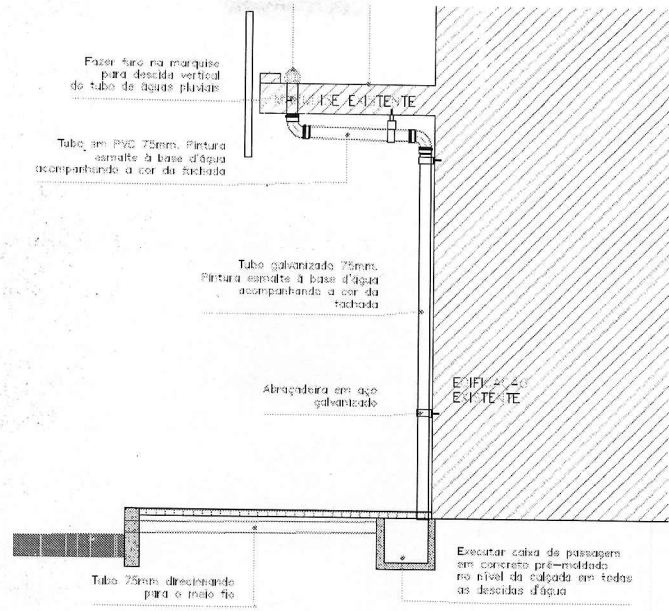 Fazer furo na marquise
para descida vertical
do tubo de águas pluviais
MARQUISE EXISTENTE
Tubo em PVC 75mm. Pintura
esmalte à base d'água
acompanhando a cor da fachada
Tubo galvanizado 75mm.
Pintura esmalte à base d'água
acompanhando a cor da
fachada
Abraçadeira em aço
galvanizado
EDIFICAÇÃO
EXISTENTE
Tubo 75mm direcionado
para o meio fio
Executar caixa de passagem
em concreto pré-moldado
no nível da calçada em todas
as descidas d'água